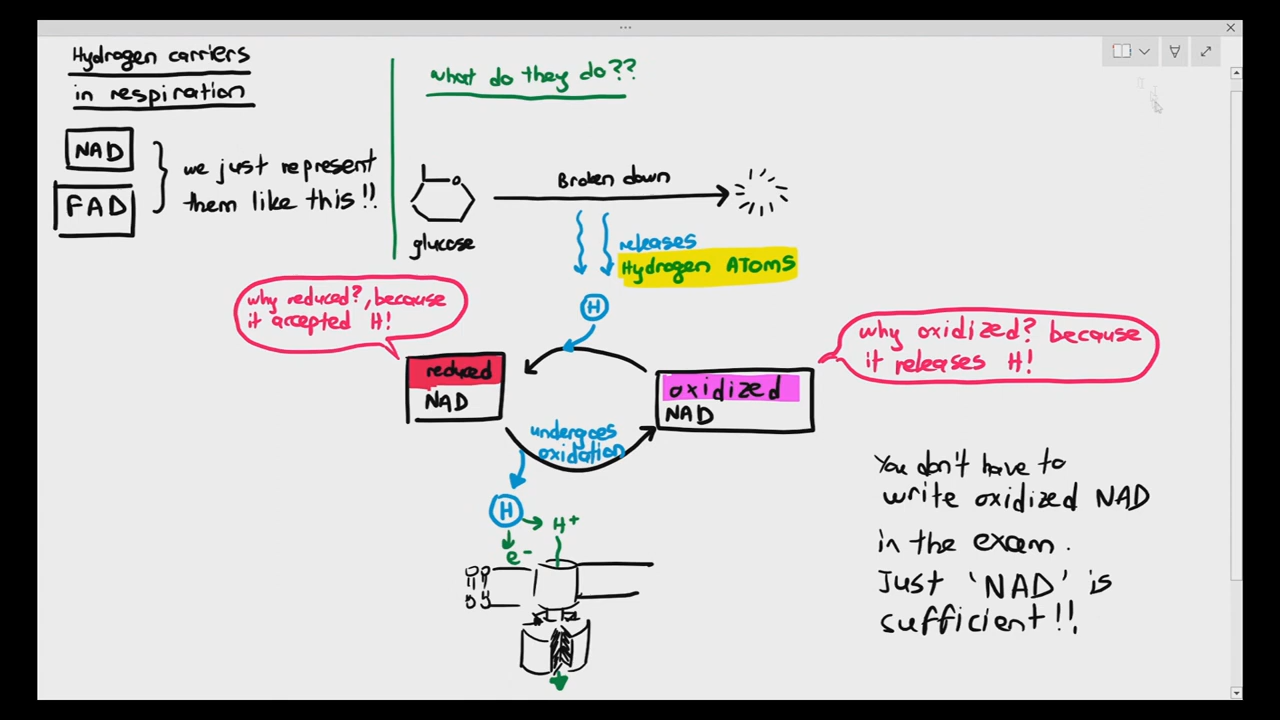 Hydrogen carriers
in respiration
NAD
FAD
we just represent
them like this!!
what do they do??
glucose
Broken down
releases
Hydrogen ATOMS
H
why reduced?, because
it accepted H!
reduced
NAD
oxidized
NAD
why oxidized? because
it releases H!
undergoes
oxidation
H
H+
e-
You don't have to
write oxidized NAD
in the exam.
Just 'NAD' is
sufficient!!